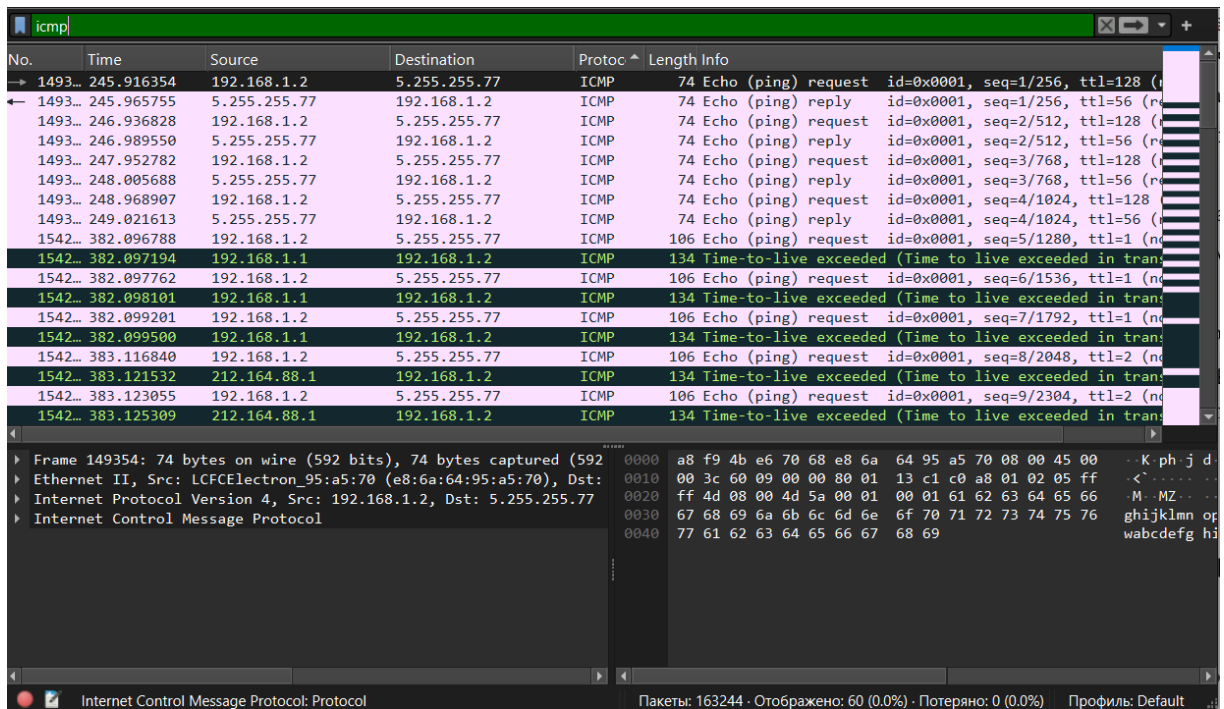 icmp
No. Time Source Destination Protoc Length Info
1493… 245.916354 192.168.1.2 5.255.255.77 ICMP 74 Echo (ping) request id=0x0001, seq=1/256, ttl=128 (r
1493… 245.965755 5.255.255.77 192.168.1.2 ICMP 74 Echo (ping) reply id=0x0001, seq=1/256, ttl=56 (re
1493… 246.936828 192.168.1.2 5.255.255.77 ICMP 74 Echo (ping) request id=0x0001, seq=2/512, ttl=128 (r
1493… 246.989550 5.255.255.77 192.168.1.2 ICMP 74 Echo (ping) reply id=0x0001, seq=2/512, ttl=56 (re
1493… 247.952782 192.168.1.2 5.255.255.77 ICMP 74 Echo (ping) request id=0x0001, seq=3/768, ttl=128 (r
1493… 248.005688 5.255.255.77 192.168.1.2 ICMP 74 Echo (ping) reply id=0x0001, seq=3/768, ttl=56 (re
1493… 248.968907 192.168.1.2 5.255.255.77 ICMP 74 Echo (ping) request id=0x0001, seq=4/1024, ttl=128 (
1493… 249.021613 5.255.255.77 192.168.1.2 ICMP 74 Echo (ping) reply id=0x0001, seq=4/1024, ttl=56 (r
1542… 382.096788 192.168.1.2 5.255.255.77 ICMP 106 Echo (ping) request id=0x0001, seq=5/1280, ttl=1 (no
1542… 382.097194 192.168.1.1 192.168.1.2 ICMP 134 Time-to-live exceeded (Time to live exceeded in trans
1542… 382.097762 192.168.1.2 5.255.255.77 ICMP 106 Echo (ping) request id=0x0001, seq=6/1536, ttl=1 (no
1542… 382.098101 192.168.1.1 192.168.1.2 ICMP 134 Time-to-live exceeded (Time to live exceeded in trans
1542… 382.099201 192.168.1.2 5.255.255.77 ICMP 106 Echo (ping) request id=0x0001, seq=7/1792, ttl=1 (no
1542… 382.099500 192.168.1.1 192.168.1.2 ICMP 134 Time-to-live exceeded (Time to live exceeded in trans
1542… 383.116840 192.168.1.2 5.255.255.77 ICMP 106 Echo (ping) request id=0x0001, seq=8/2048, ttl=2 (no
1542… 383.121532 212.164.88.1 192.168.1.2 ICMP 134 Time-to-live exceeded (Time to live exceeded in trans
1542… 383.123055 192.168.1.2 5.255.255.77 ICMP 106 Echo (ping) request id=0x0001, seq=9/2304, ttl=2 (no
1542… 383.125309 212.164.88.1 192.168.1.2 ICMP 134 Time-to-live exceeded (Time to live exceeded in trans
Frame 149354: 74 bytes on wire (592 bits), 74 bytes captured (592
Ethernet II, Src: LCFCElectron_95:a5:70 (e8:6a:64:95:a5:70), Dst:
Internet Protocol Version 4, Src: 192.168.1.2, Dst: 5.255.255.77
Internet Control Message Protocol
0000 a8 f9 4b e6 70 68 e8 6a 64 95 a5 70 08 00 45 00 ··K·ph·j d·
0010 00 3c 60 09 00 00 80 01 13 c1 c0 a8 01 02 05 ff ·<`····· ··
0020 ff 4d 08 00 4d 5a 00 01 00 01 61 62 63 64 65 66 ·M··MZ·· ··
0030 67 68 69 6a 6b 6c 6d 6e 6f 70 71 72 73 74 75 76 ghijklmn op
0040 77 61 62 63 64 65 66 67 68 69 wabcdefg hi
Internet Control Message Protocol: Protocol
Пакеты: 163244 · Отображено: 60 (0.0%) · Потеряно: 0 (0.0%) Профиль: Default